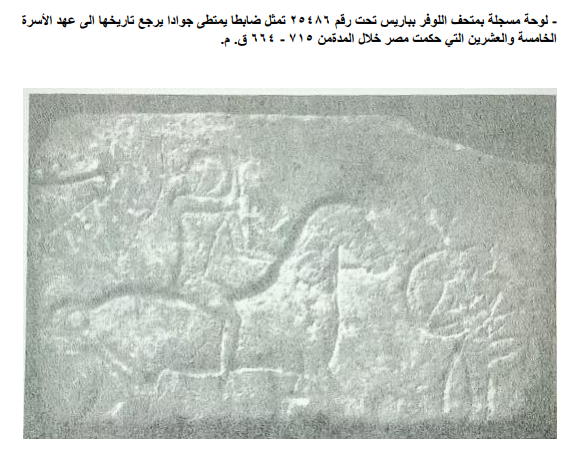 - لوحة مسجلة بمتحف اللوفر بباريس تحت رقم ٢٥٤٨٦ تمثل ضابطا يمتطى جوادا يرجع تاريخها الى عهد الأسرة
الخامسة والعشرين التي حكمت مصر خلال المدةمن ٧١٥ - ٦٦٤ ق. م.